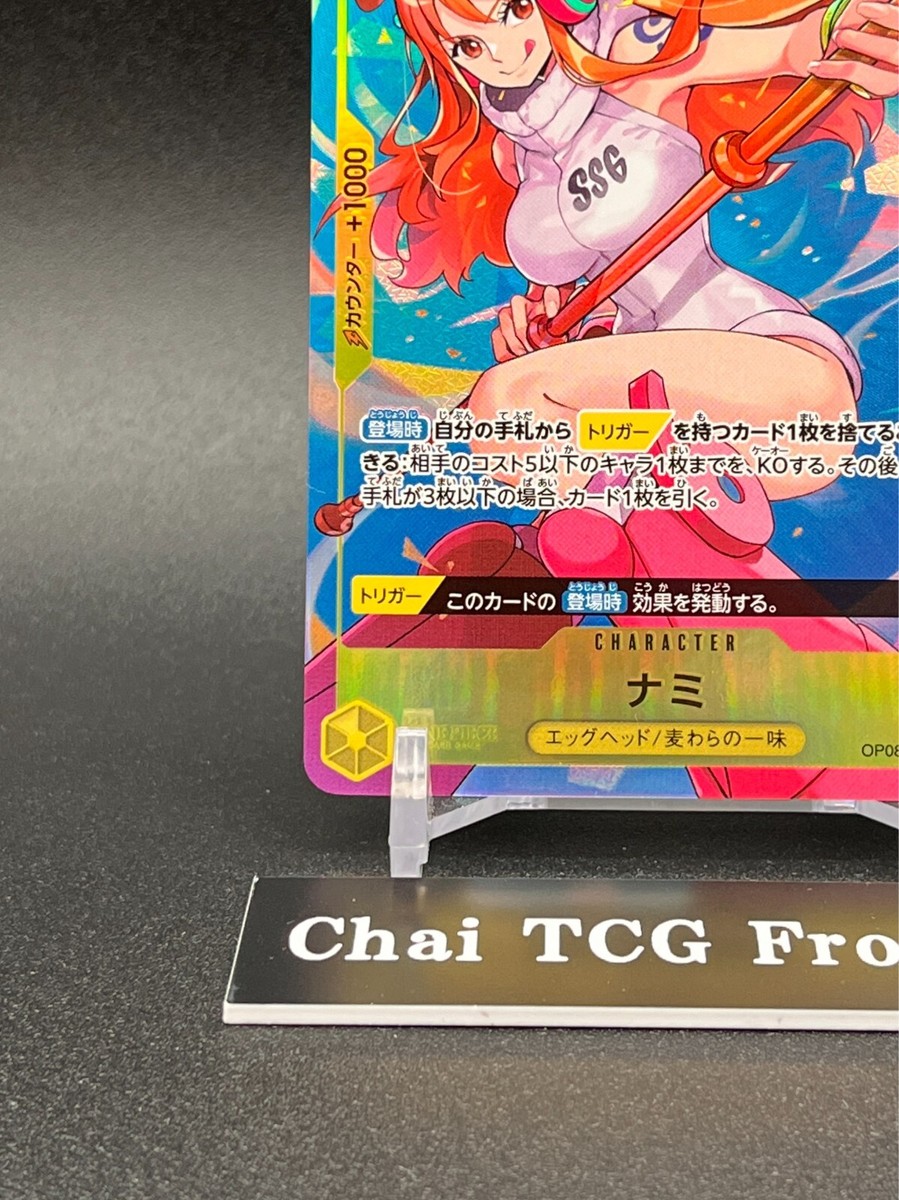 SSG
カウンター +1000
登場時 自分の手札から トリガー を持つカード1枚を捨てる
きる:相手のコスト5以下のキャラ1枚までを、KOする。その後
手札が3枚以下の場合、カード1枚を引く。
トリガー このカードの 登場時 効果を発動する。
CHARACTER
ナミ
エッグヘッド/麦わらの一味
ONE PIECE
CARD GAME
OP08
Chai TCG Fro